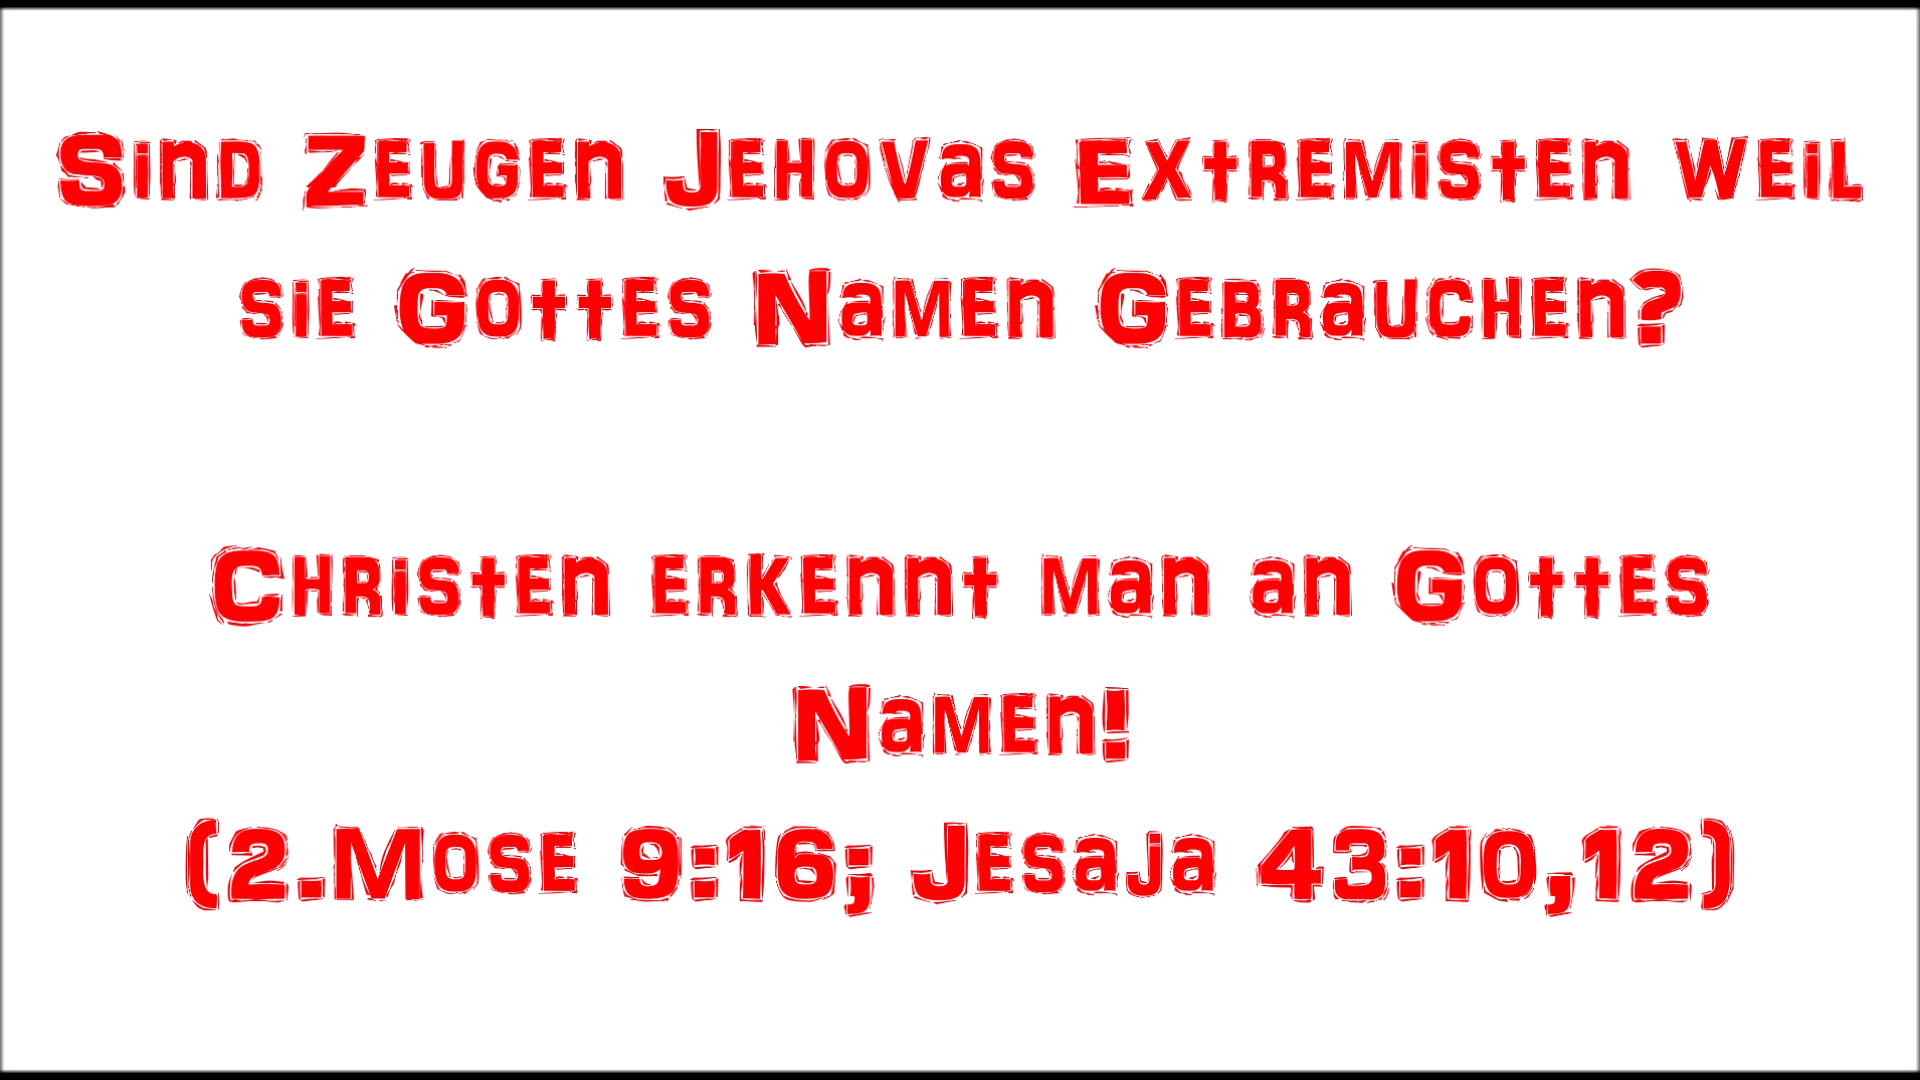 Sind Zeugen Jehovas Extremisten weil
sie Gottes Namen Gebrauchen?
Christen erkennt man an Gottes
Namen!
(2.Mose 9:16; Jesaja 43:10,12)